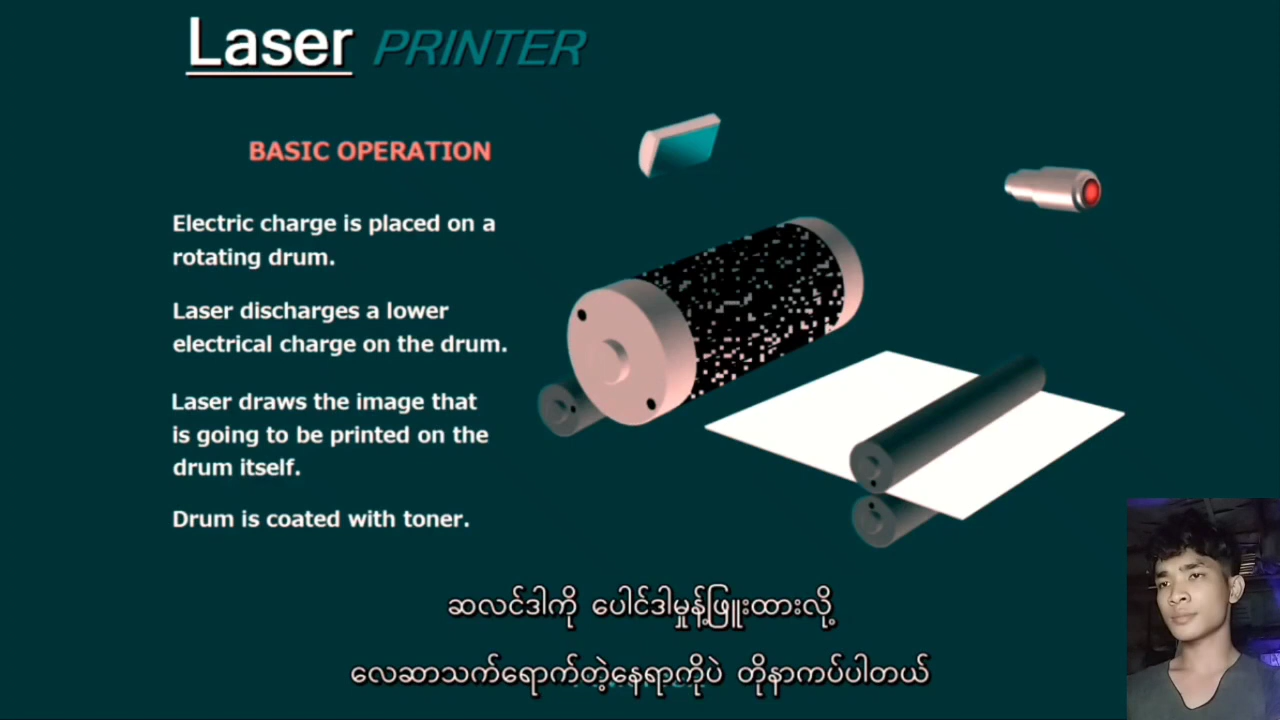 Laser PRINTER
BASIC OPERATION
Electric charge is placed on a
rotating drum.
Laser discharges a lower
electrical charge on the drum.
Laser draws the image that
is going to be printed on the
drum itself.
Drum is coated with toner.
ဆလင်ဒါကို ပေါင်ဒါမှုန့်ဖြူးထားလို့
လေဆာသက်ရောက်တဲ့နေရာကိုပဲ တိုနာကပ်ပါတယ်